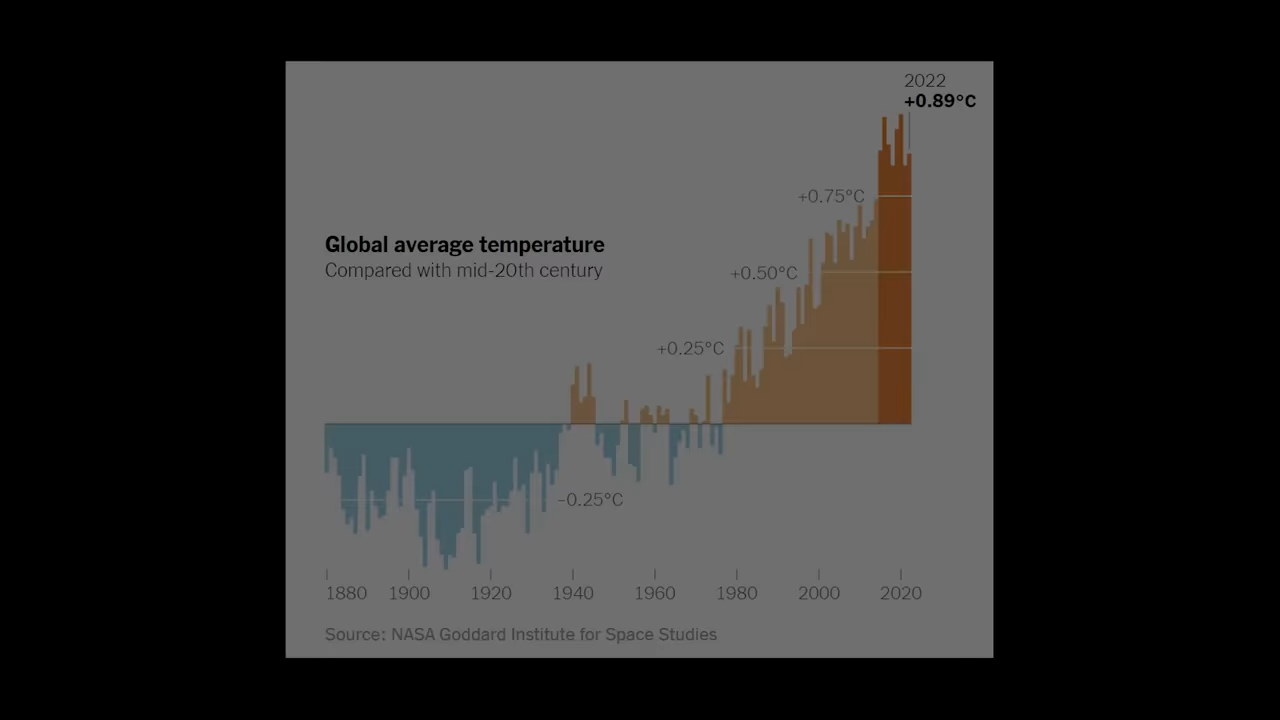 2022
+0.89°C
+0.75°C
Global average temperature
Compared with mid-20th century
+0.50°C
+0.25°C
-0.25°C
1880 1900 1920 1940 1960 1980 2000 2020
Source: NASA Goddard Institute for Space Studies